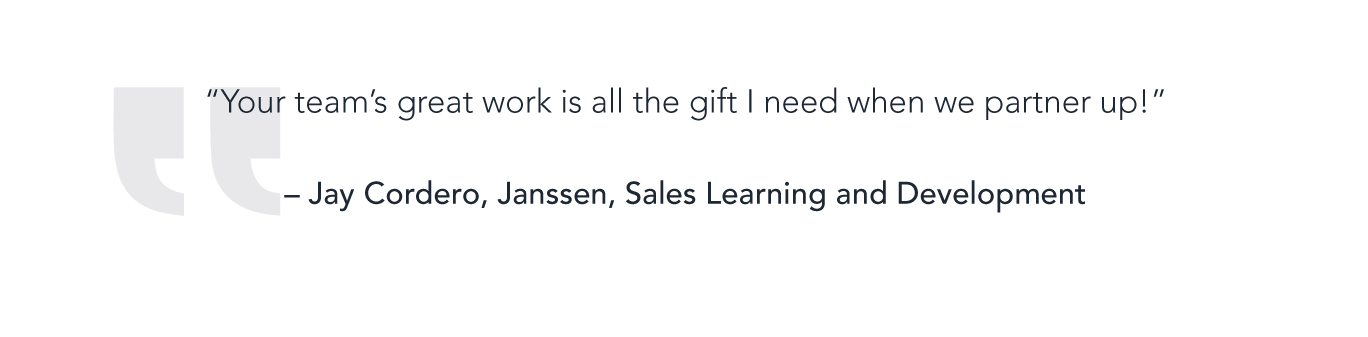 “Your team’s great work is all the gift I need when we partner up!”
– Jay Cordero, Janssen, Sales Learning and Development